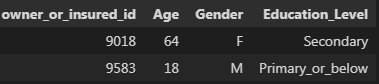 owner_or_insured_id Age Gender Education_Level
9018 64 F Secondary
9583 18 M Primary_or_below